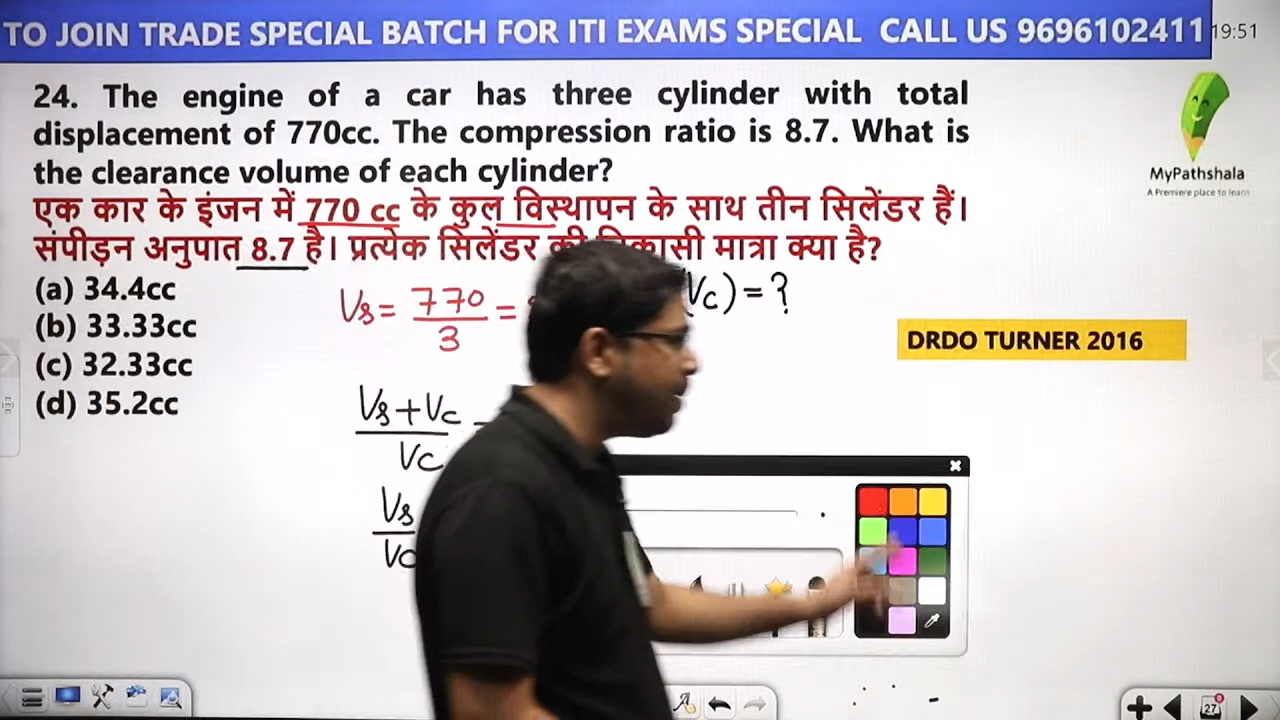 TO JOIN TRADE SPECIAL BATCH FOR ITI EXAMS SPECIAL CALL US 9696102411
19:51
24. The engine of a car has three cylinder with total
displacement of 770cc. The compression ratio is 8.7. What is
the clearance volume of each cylinder?
एक कार के इंजन में 770 cc के कुल विस्थापन के साथ तीन सिलेंडर हैं।
संपीड़न अनुपात 8.7 है। प्रत्येक सिलेंडर मात्रा क्या है?
(a) 34.4cc
(b) 33.33cc
(c) 32.33cc
(d) 35.2cc
Vs = 770/3 =
Vc) = ?
Vs + Vc
Vc
Vs
Vc
DRDO TURNER 2016
MyPathshala
A Premiere place to learn
27